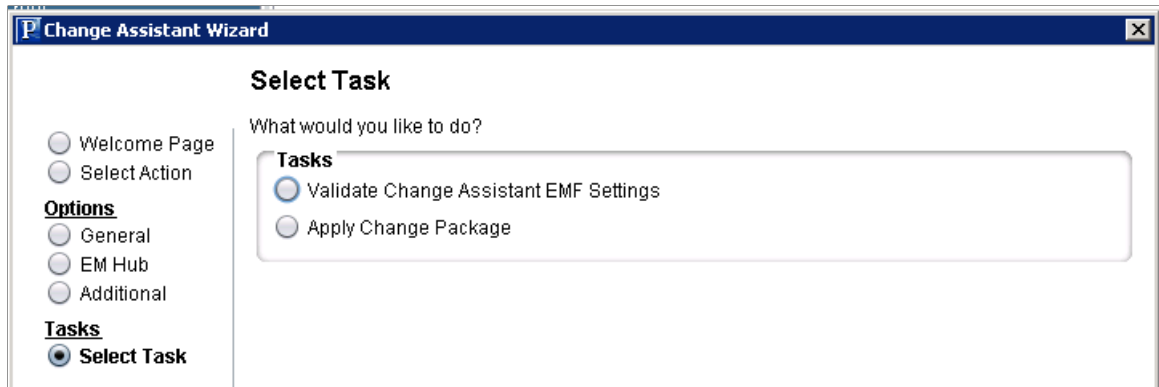 Change Assistant Wizard
Select Task
What would you like to do?
Welcome Page
Select Action
Options
General
EM Hub
Additional
Tasks
Select Task
Tasks
Validate Change Assistant EMF Settings
Apply Change Package